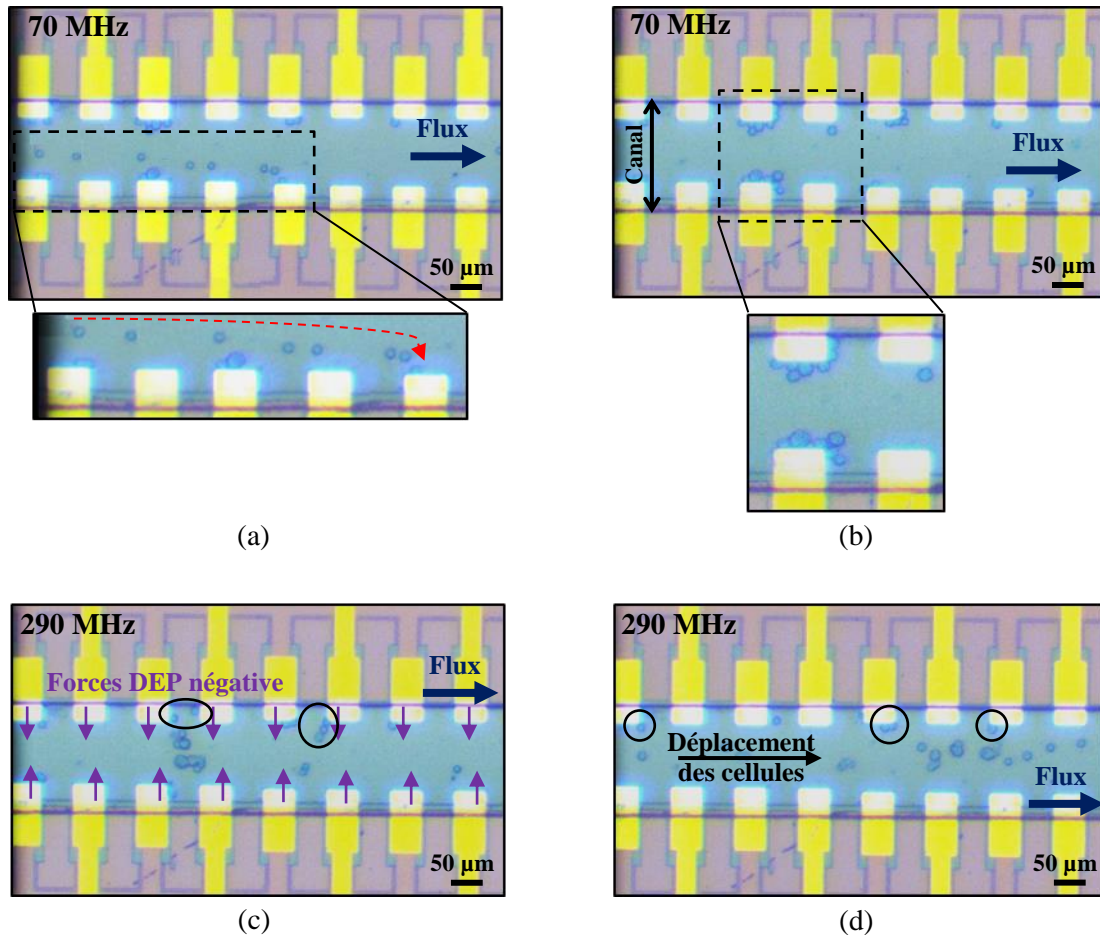 70 MHz
Flux
50 µm
(a)
70 MHz
Canal
Flux
50 µm
(b)
290 MHz
Flux
Forces DEP négative
50 µm
(c)
290 MHz
Déplacement
des cellules
Flux
50 µm
(d)